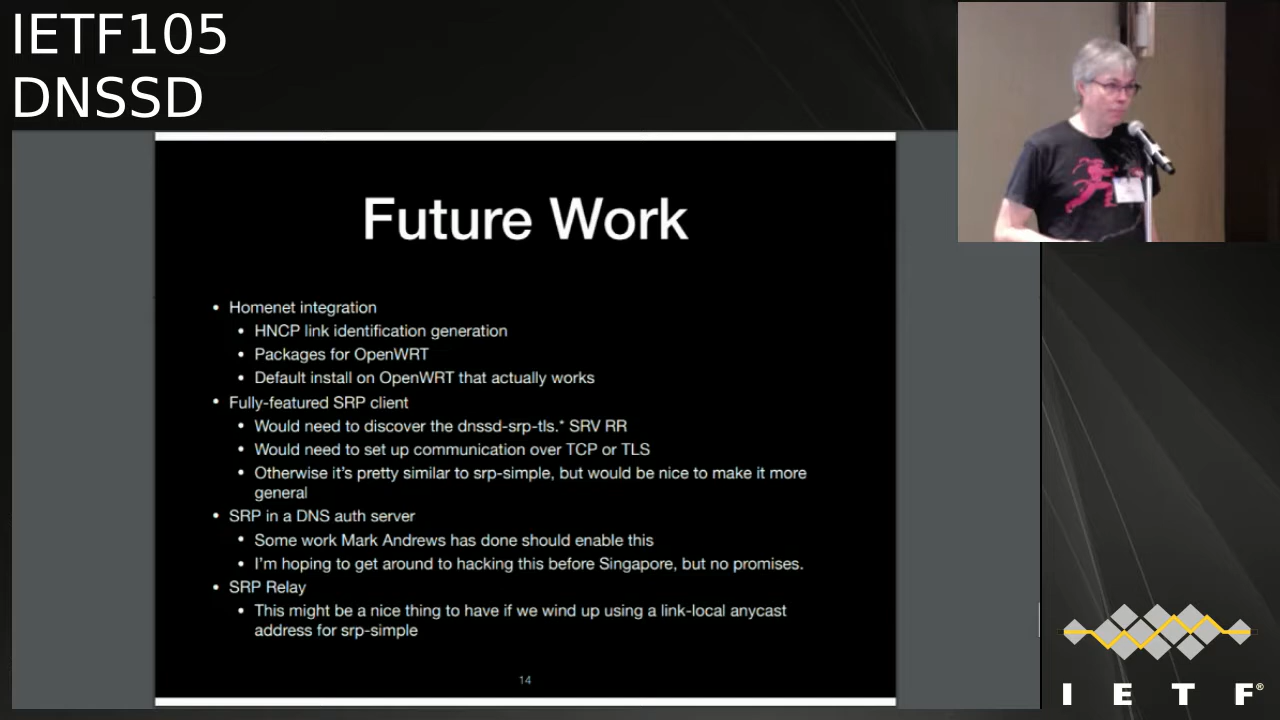 IETF105
DNSSD
Future Work
• Homenet integration
• HNCP link identification generation
• Packages for OpenWRT
• Default install on OpenWRT that actually works
• Fully-featured SRP client
• Would need to discover the dnssd-srp-tls.* SRV RR
• Would need to set up communication over TCP or TLS
• Otherwise it's pretty similar to srp-simple, but would be nice to make it more
general
• SRP in a DNS auth server
• Some work Mark Andrews has done should enable this
• I'm hoping to get around to hacking this before Singapore, but no promises.
• SRP Relay
• This might be a nice thing to have if we wind up using a link-local anycast
address for srp-simple
14
I E T F®